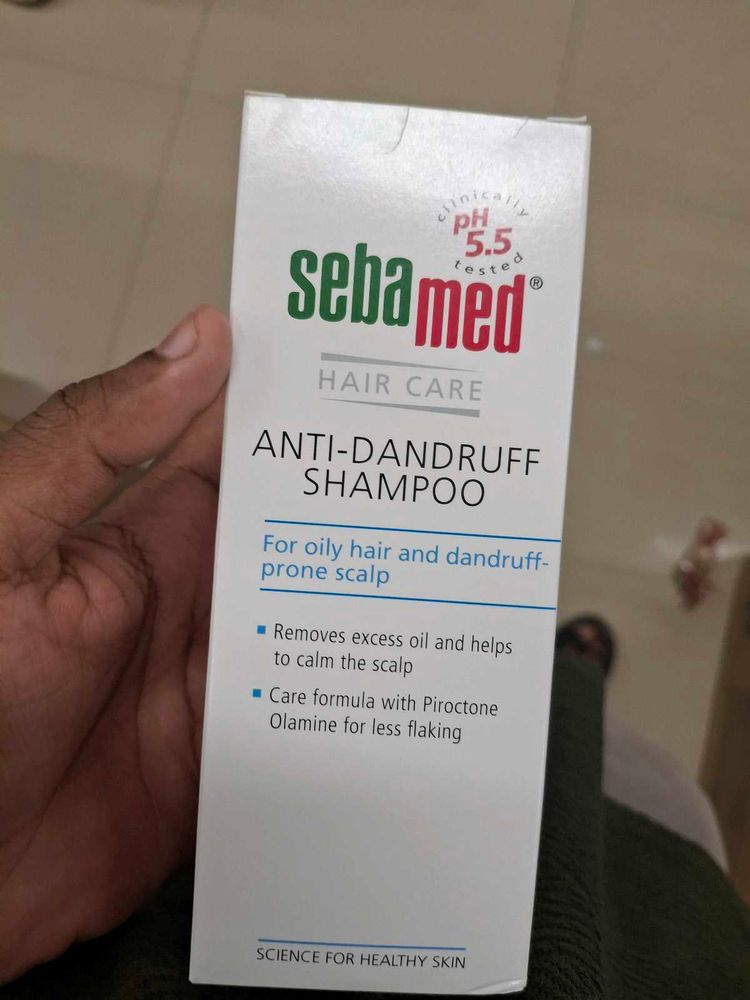 clinically
pH
5.5
tested
sebamed®
HAIR CARE
ANTI-DANDRUFF
SHAMPOO
For oily hair and dandruff-
prone scalp
▪ Removes excess oil and helps
to calm the scalp
▪ Care formula with Piroctone
Olamine for less flaking
SCIENCE FOR HEALTHY SKIN